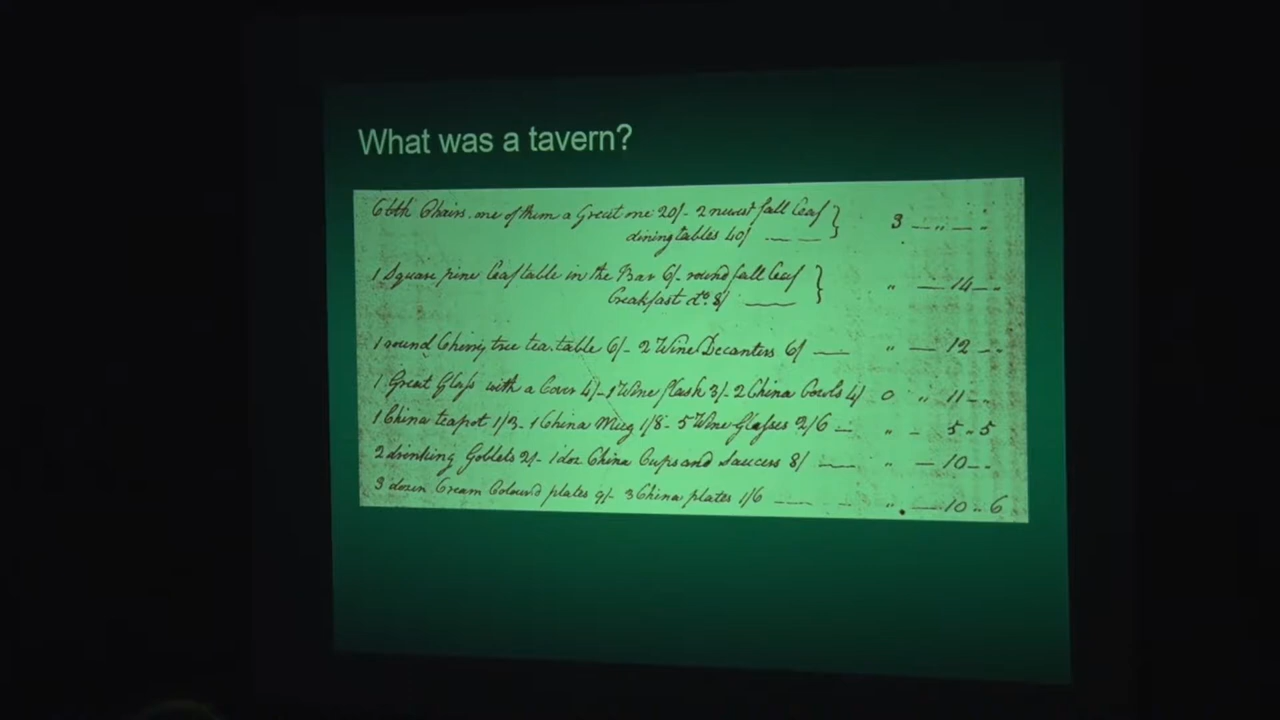 What was a tavern?
6 bth Chairs. one of them a Great one 20/- 2 newest fall leaf } 3 — „ — „
dining tables 40/ — —
1 Square pine leaf table in the Bar 6/- round fall leaf } „ — 14 — „
breakfast do. 8/ —
1 round Cherry tree tea table 6/- 2 Wine Decanters 6/ — „ — 12 — „
1 Great Glass with a Cover 4/- 1 Wine flask 3/- 2 China bowls 4/ 0 „ 11 - „
1 China teapot 1/3 - 1 China Mug 1/8 - 5 Wine Glasses 2/6 — „ - 5 „ 5
2 drinking Goblets 2/- 1 doz China Cups and Saucers 8/ — „ — 10 - „
3 dozen Cream Colour'd plates 9/- 3 China plates 1/6 — — — „ — 10 „ 6